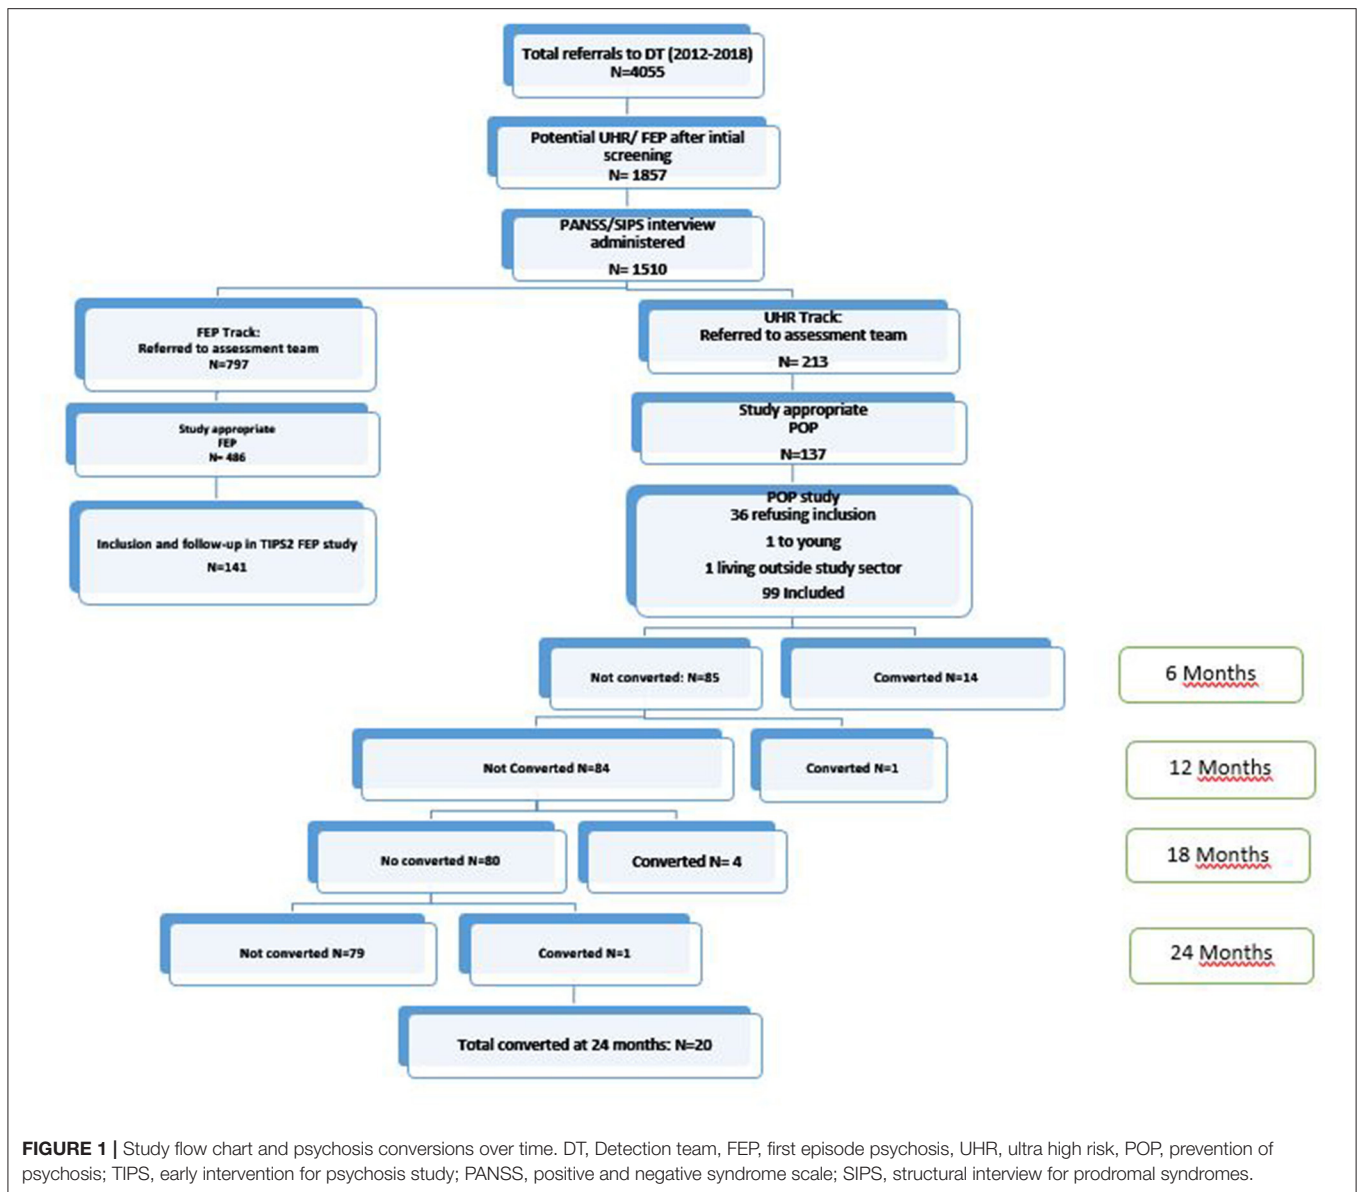 Total referrals to DT (2012-2018)
N=4055
Potential UHR/ FEP after intial
screening
N= 1857
PANSS/SIPS interview
administered
N= 1510
FEP Track:
Referred to assessment team
N=797
UHR Track:
Referred to assessment team
N= 213
Study appropriate
FEP
N= 486
Study appropriate
POP
N=137
Inclusion and follow-up in TIPS2 FEP study
N=141
POP study
36 refusing inclusion
1 to young
1 living outside study sector
99 Included
Not converted: N=85
Comverted N=14
6 Months
Not Converted N=84
Converted N=1
12 Months
No converted N=80
Converted N= 4
18 Months
Not converted N=79
Converted N=1
24 Months
Total converted at 24 months: N=20
FIGURE 1 | Study flow chart and psychosis conversions over time. DT, Detection team, FEP, first episode psychosis, UHR, ultra high risk, POP, prevention of
psychosis; TIPS, early intervention for psychosis study; PANSS, positive and negative syndrome scale; SIPS, structural interview for prodromal syndromes.